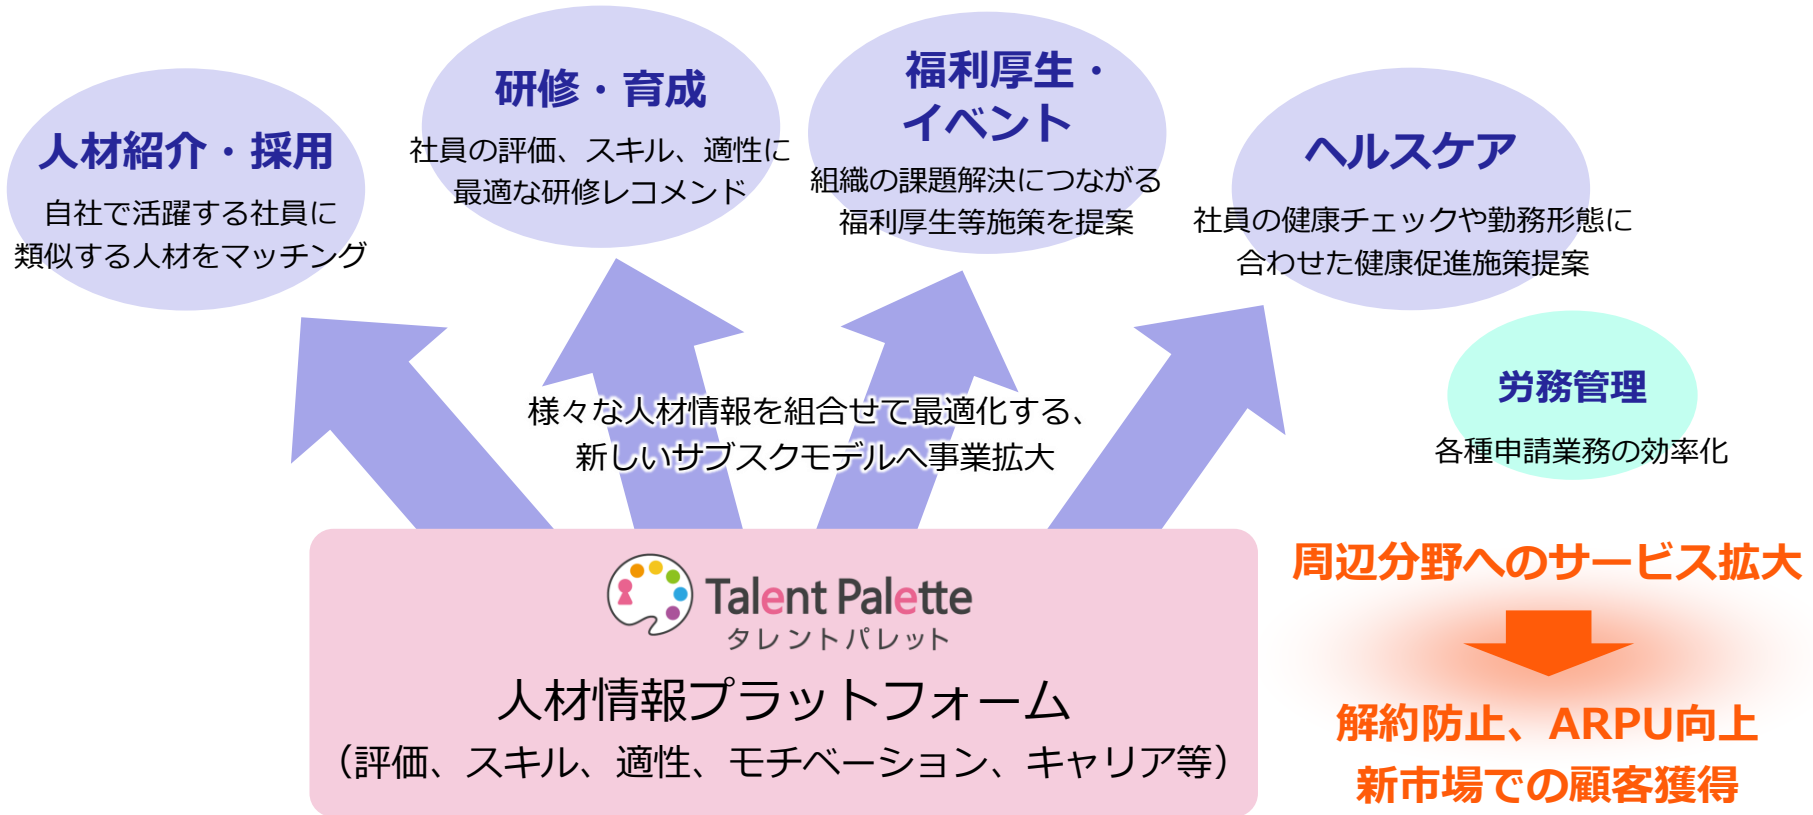 人材紹介・採用
自社で活躍する社員に
類似する人材をマッチング
研修・育成
社員の評価、スキル、適性に
最適な研修レコメンド
福利厚生・
イベント
組織の課題解決につながる
福利厚生等施策を提案
ヘルスケア
社員の健康チェックや勤務形態に
合わせた健康促進施策提案
労務管理
各種申請業務の効率化
様々な人材情報を組合せて最適化する、
新しいサブスクモデルへ事業拡大
Talent Palette
タレントパレット
人材情報プラットフォーム
（評価、スキル、適性、モチベーション、キャリア等）
周辺分野へのサービス拡大
解約防止、ARPU向上
新市場での顧客獲得